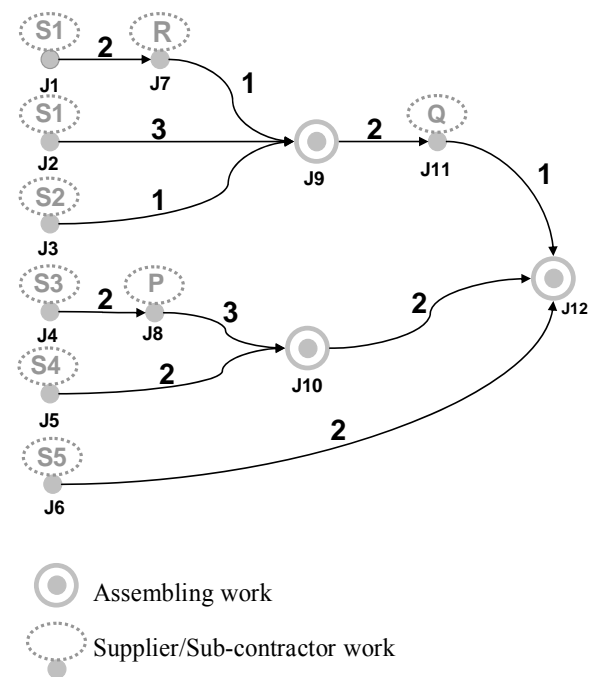 S1
R
2
J1
J7
1
S1
3
2
Q
J2
J9
J11
S2
1
1
J3
S3
P
2
3
2
J12
J4
J8
S4
2
J10
J5
S5
2
J6
Assembling work
Supplier/Sub-contractor work